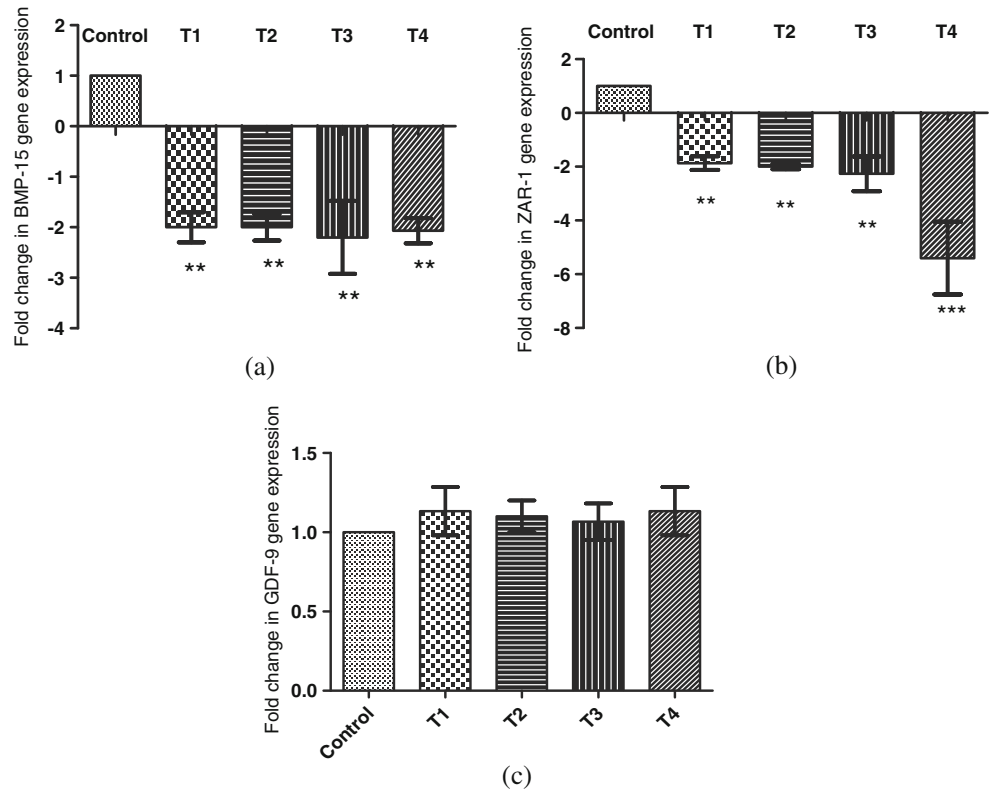 Fold change in BMP-15 gene expression
2
1
0
-1
-2
-3
-4
Control T1 T2 T3 T4
** ** ** **
(a)
Fold change in ZAR-1 gene expression
2
0
-2
-4
-6
-8
Control T1 T2 T3 T4
** ** ** ***
(b)
Fold change in GDF-9 gene expression
1.5
1.0
0.5
0.0
Control T1 T2 T3 T4
(c)